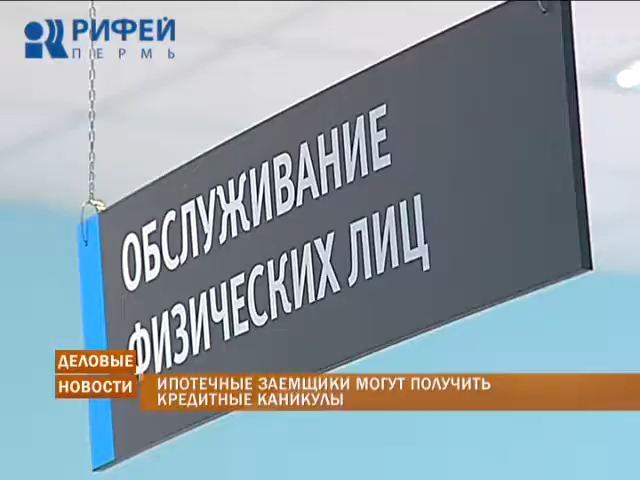 РИФЕЙ
ПЕРМЬ
ОБСЛУЖИВАНИЕ
ФИЗИЧЕСКИХ ЛИЦ
ДЕЛОВЫЕ
НОВОСТИ
ИПОТЕЧНЫЕ ЗАЕМЩИКИ МОГУТ ПОЛУЧИТЬ
КРЕДИТНЫЕ КАНИКУЛЫ